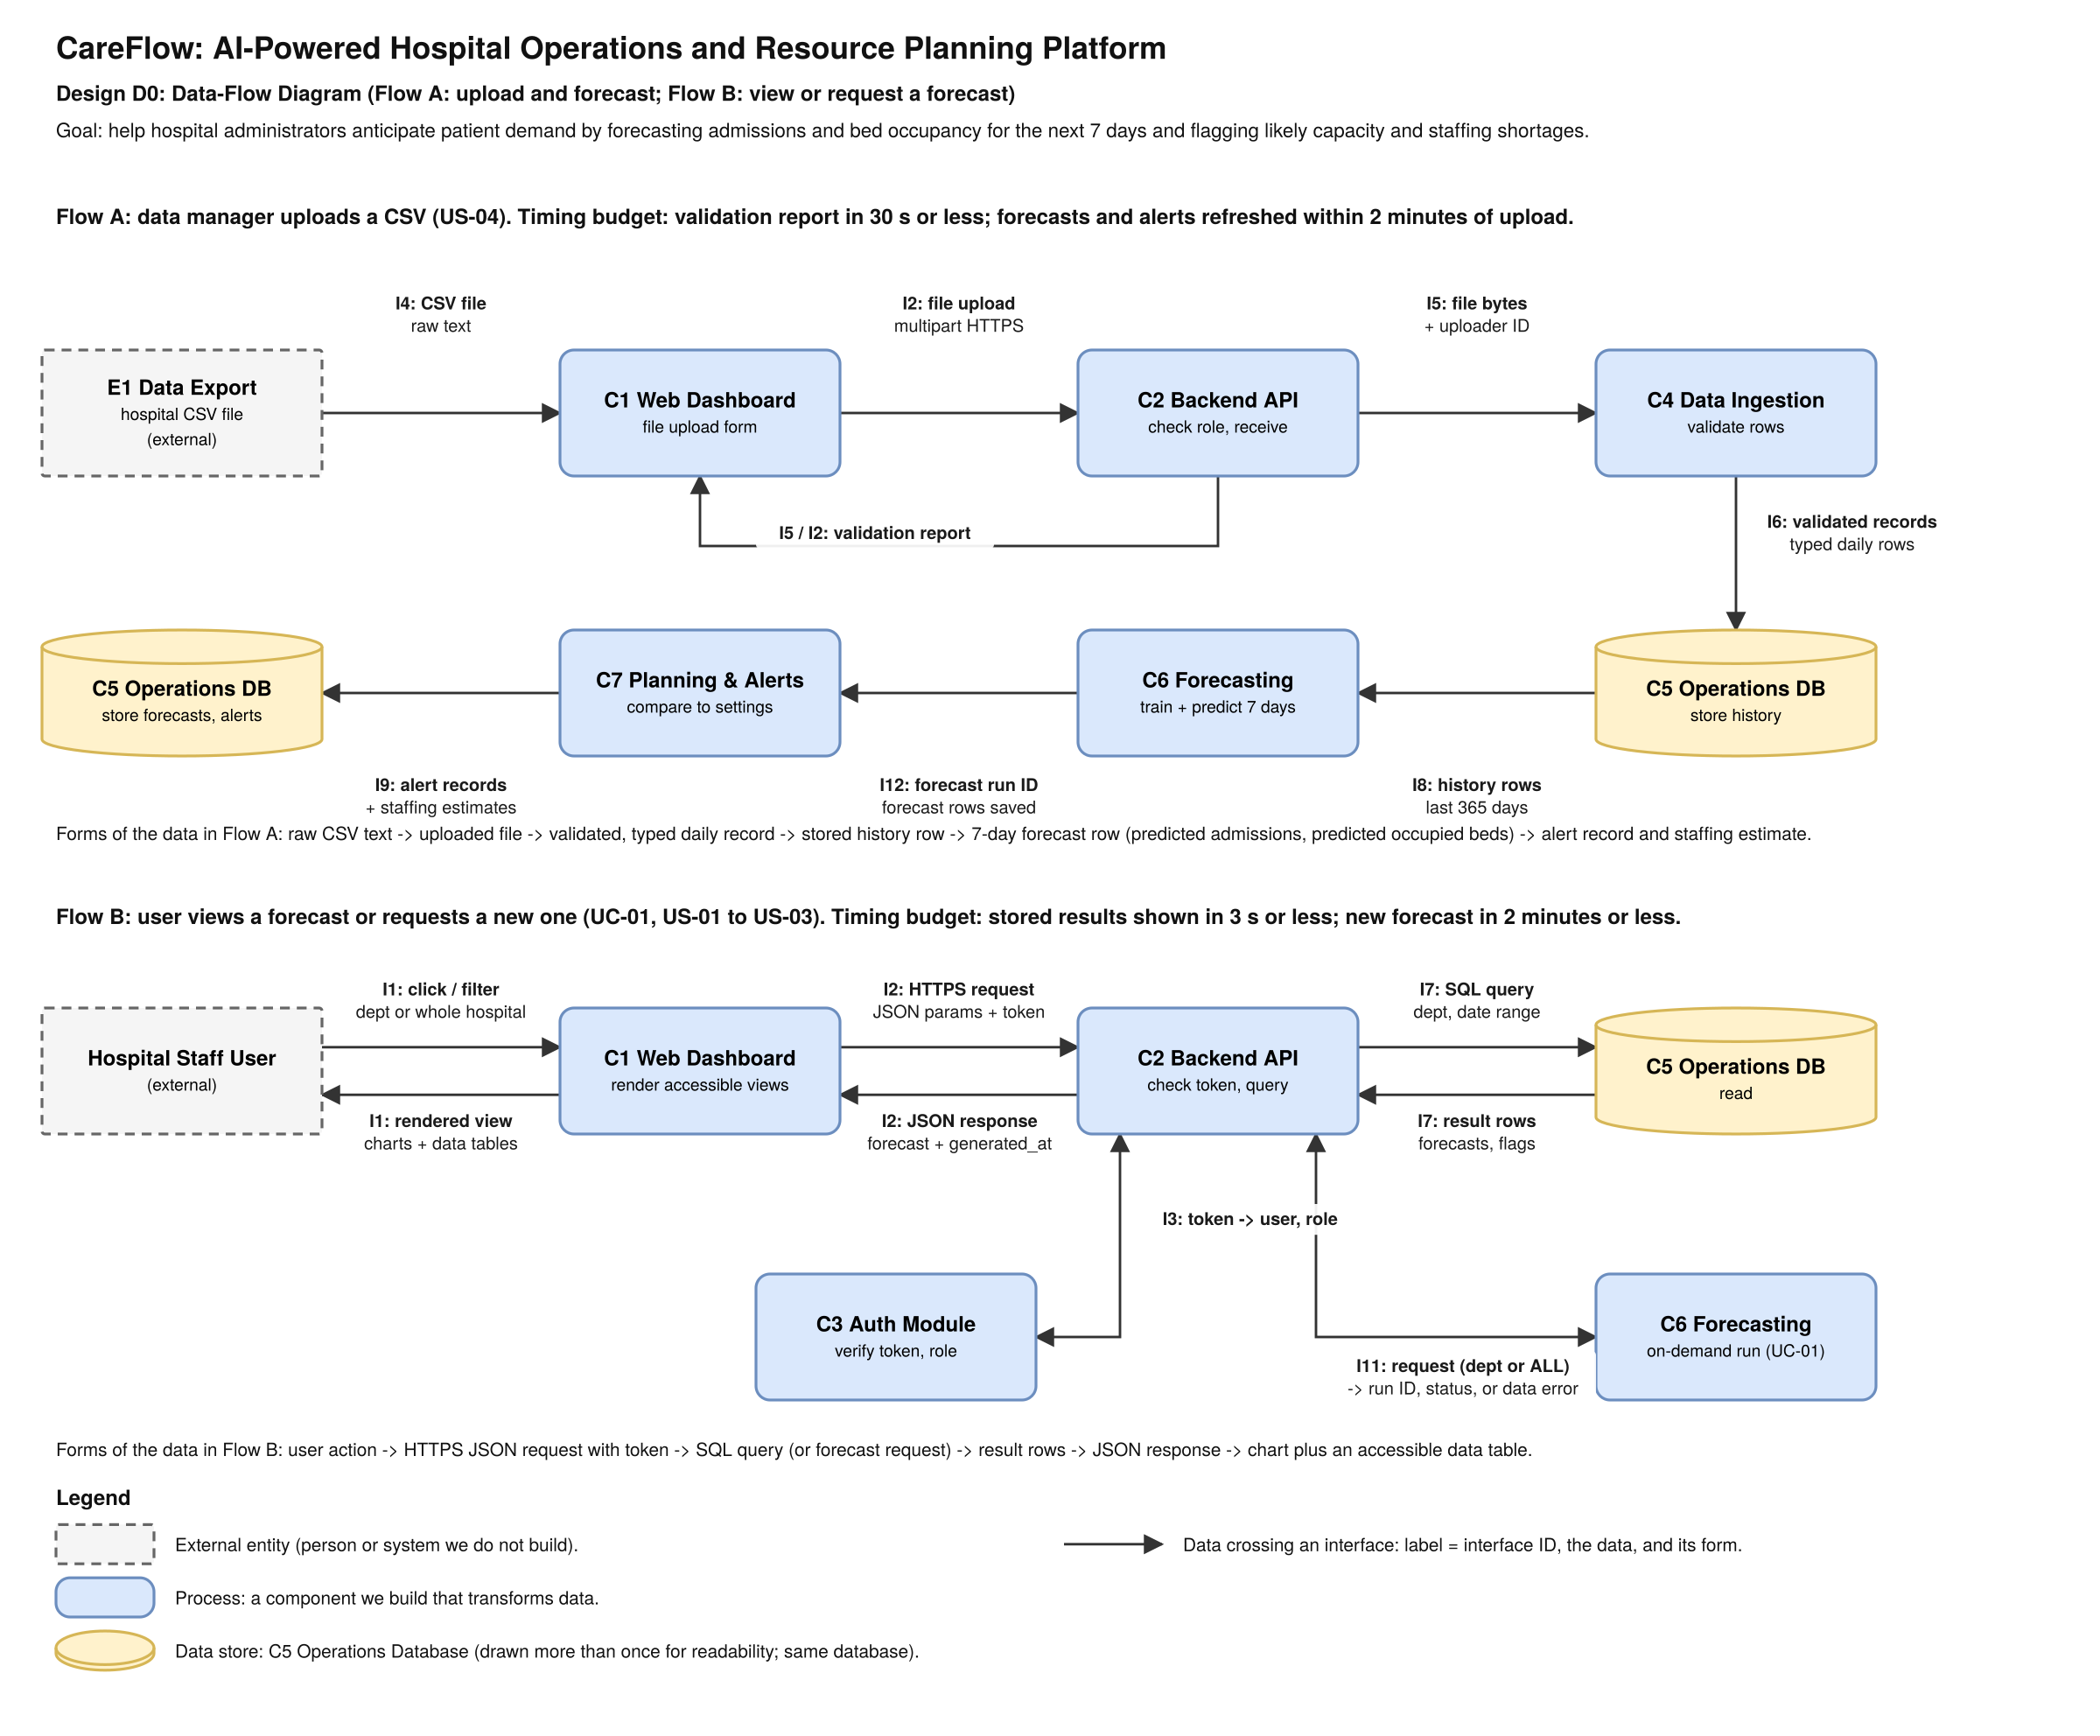 CareFlow: AI-Powered Hospital Operations and Resource Planning Platform
Design D0: Data-Flow Diagram (Flow A: upload and forecast; Flow B: view or request a forecast)
Goal: help hospital administrators anticipate patient demand by forecasting admissions and bed occupancy for the next 7 days and flagging likely capacity and staffing shortages.
Flow A: data manager uploads a CSV (US-04). Timing budget: validation report in 30 s or less; forecasts and alerts refreshed within 2 minutes of upload.
I4: CSV file
raw text
I2: file upload
multipart HTTPS
I5: file bytes
+ uploader ID
E1 Data Export
hospital CSV file
(external)
C1 Web Dashboard
file upload form
C2 Backend API
check role, receive
C4 Data Ingestion
validate rows
I5 / I2: validation report
I6: validated records
typed daily rows
C5 Operations DB
store forecasts, alerts
C7 Planning & Alerts
compare to settings
C6 Forecasting
train + predict 7 days
C5 Operations DB
store history
I9: alert records
+ staffing estimates
I12: forecast run ID
forecast rows saved
I8: history rows
last 365 days
Forms of the data in Flow A: raw CSV text -> uploaded file -> validated, typed daily record -> stored history row -> 7-day forecast row (predicted admissions, predicted occupied beds) -> alert record and staffing estimate.
Flow B: user views a forecast or requests a new one (UC-01, US-01 to US-03). Timing budget: stored results shown in 3 s or less; new forecast in 2 minutes or less.
I1: click / filter
dept or whole hospital
I2: HTTPS request
JSON params + token
I7: SQL query
dept, date range
Hospital Staff User
(external)
C1 Web Dashboard
render accessible views
C2 Backend API
check token, query
C5 Operations DB
read
I1: rendered view
charts + data tables
I2: JSON response
forecast + generated_at
I7: result rows
forecasts, flags
I3: token -> user, role
C3 Auth Module
verify token, role
C6 Forecasting
on-demand run (UC-01)
I11: request (dept or ALL)
-> run ID, status, or data error
Forms of the data in Flow B: user action -> HTTPS JSON request with token -> SQL query (or forecast request) -> result rows -> JSON response -> chart plus an accessible data table.
Legend
External entity (person or system we do not build).
Data crossing an interface: label = interface ID, the data, and its form.
Process: a component we build that transforms data.
Data store: C5 Operations Database (drawn more than once for readability; same database).